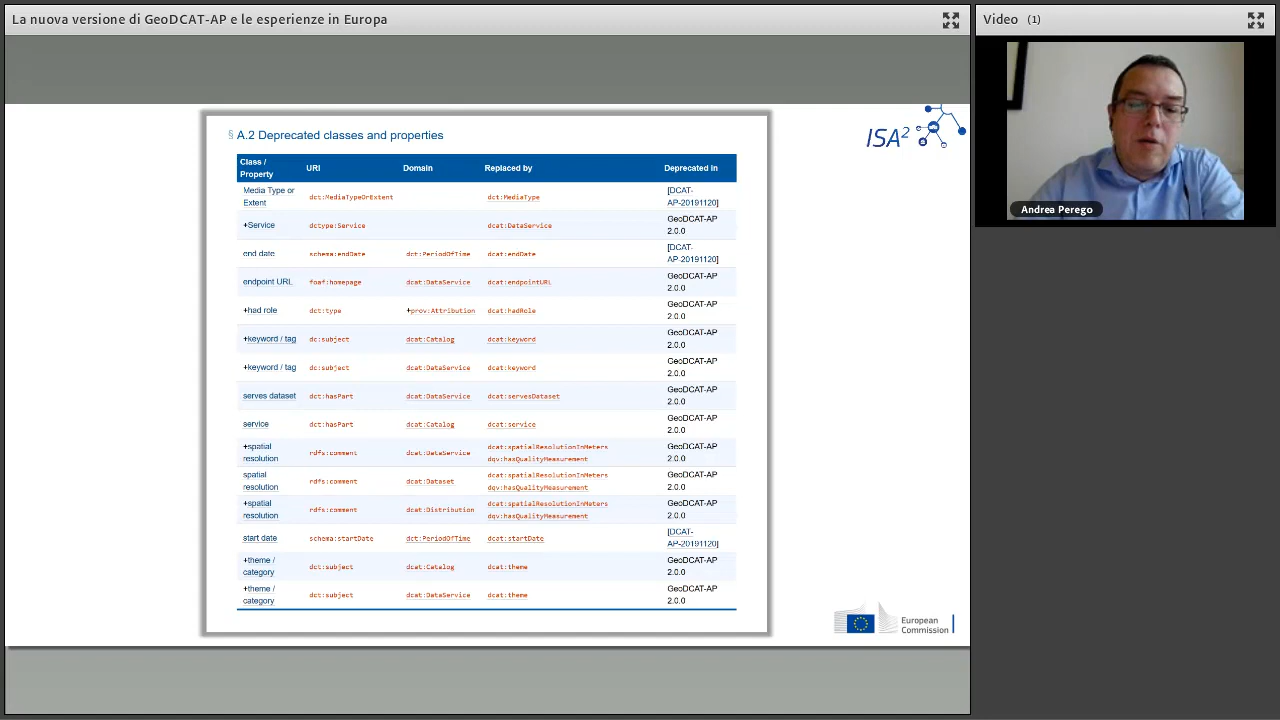 La nuova versione di GeoDCAT-AP e le esperienze in Europa
Video (1)
Andrea Perego
ISA²
§ A.2 Deprecated classes and properties
Class / Property URI Domain Replaced by Deprecated in
Media Type or Extent dct:MediaTypeOrExtent dct:MediaType [DCAT-AP-20191120]
+Service dctype:Service dcat:DataService GeoDCAT-AP 2.0.0
end date schema:endDate dct:PeriodOfTime dcat:endDate [DCAT-AP-20191120]
endpoint URL foaf:homepage dcat:DataService dcat:endpointURL GeoDCAT-AP 2.0.0
+had role dct:type +prov:Attribution dcat:hadRole GeoDCAT-AP 2.0.0
+keyword / tag dc:subject dcat:Catalog dcat:keyword GeoDCAT-AP 2.0.0
+keyword / tag dc:subject dcat:DataService dcat:keyword GeoDCAT-AP 2.0.0
serves dataset dct:hasPart dcat:DataService dcat:servesDataset GeoDCAT-AP 2.0.0
service dct:hasPart dcat:Catalog dcat:service GeoDCAT-AP 2.0.0
+spatial resolution rdfs:comment dcat:DataService dcat:spatialResolutionInMeters dqv:hasQualityMeasurement GeoDCAT-AP 2.0.0
spatial resolution rdfs:comment dcat:Dataset dcat:spatialResolutionInMeters dqv:hasQualityMeasurement GeoDCAT-AP 2.0.0
+spatial resolution rdfs:comment dcat:Distribution dcat:spatialResolutionInMeters dqv:hasQualityMeasurement GeoDCAT-AP 2.0.0
start date schema:startDate dct:PeriodOfTime dcat:startDate [DCAT-AP-20191120]
+theme / category dct:subject dcat:Catalog dcat:theme GeoDCAT-AP 2.0.0
+theme / category dct:subject dcat:DataService dcat:theme GeoDCAT-AP 2.0.0
European
Commission